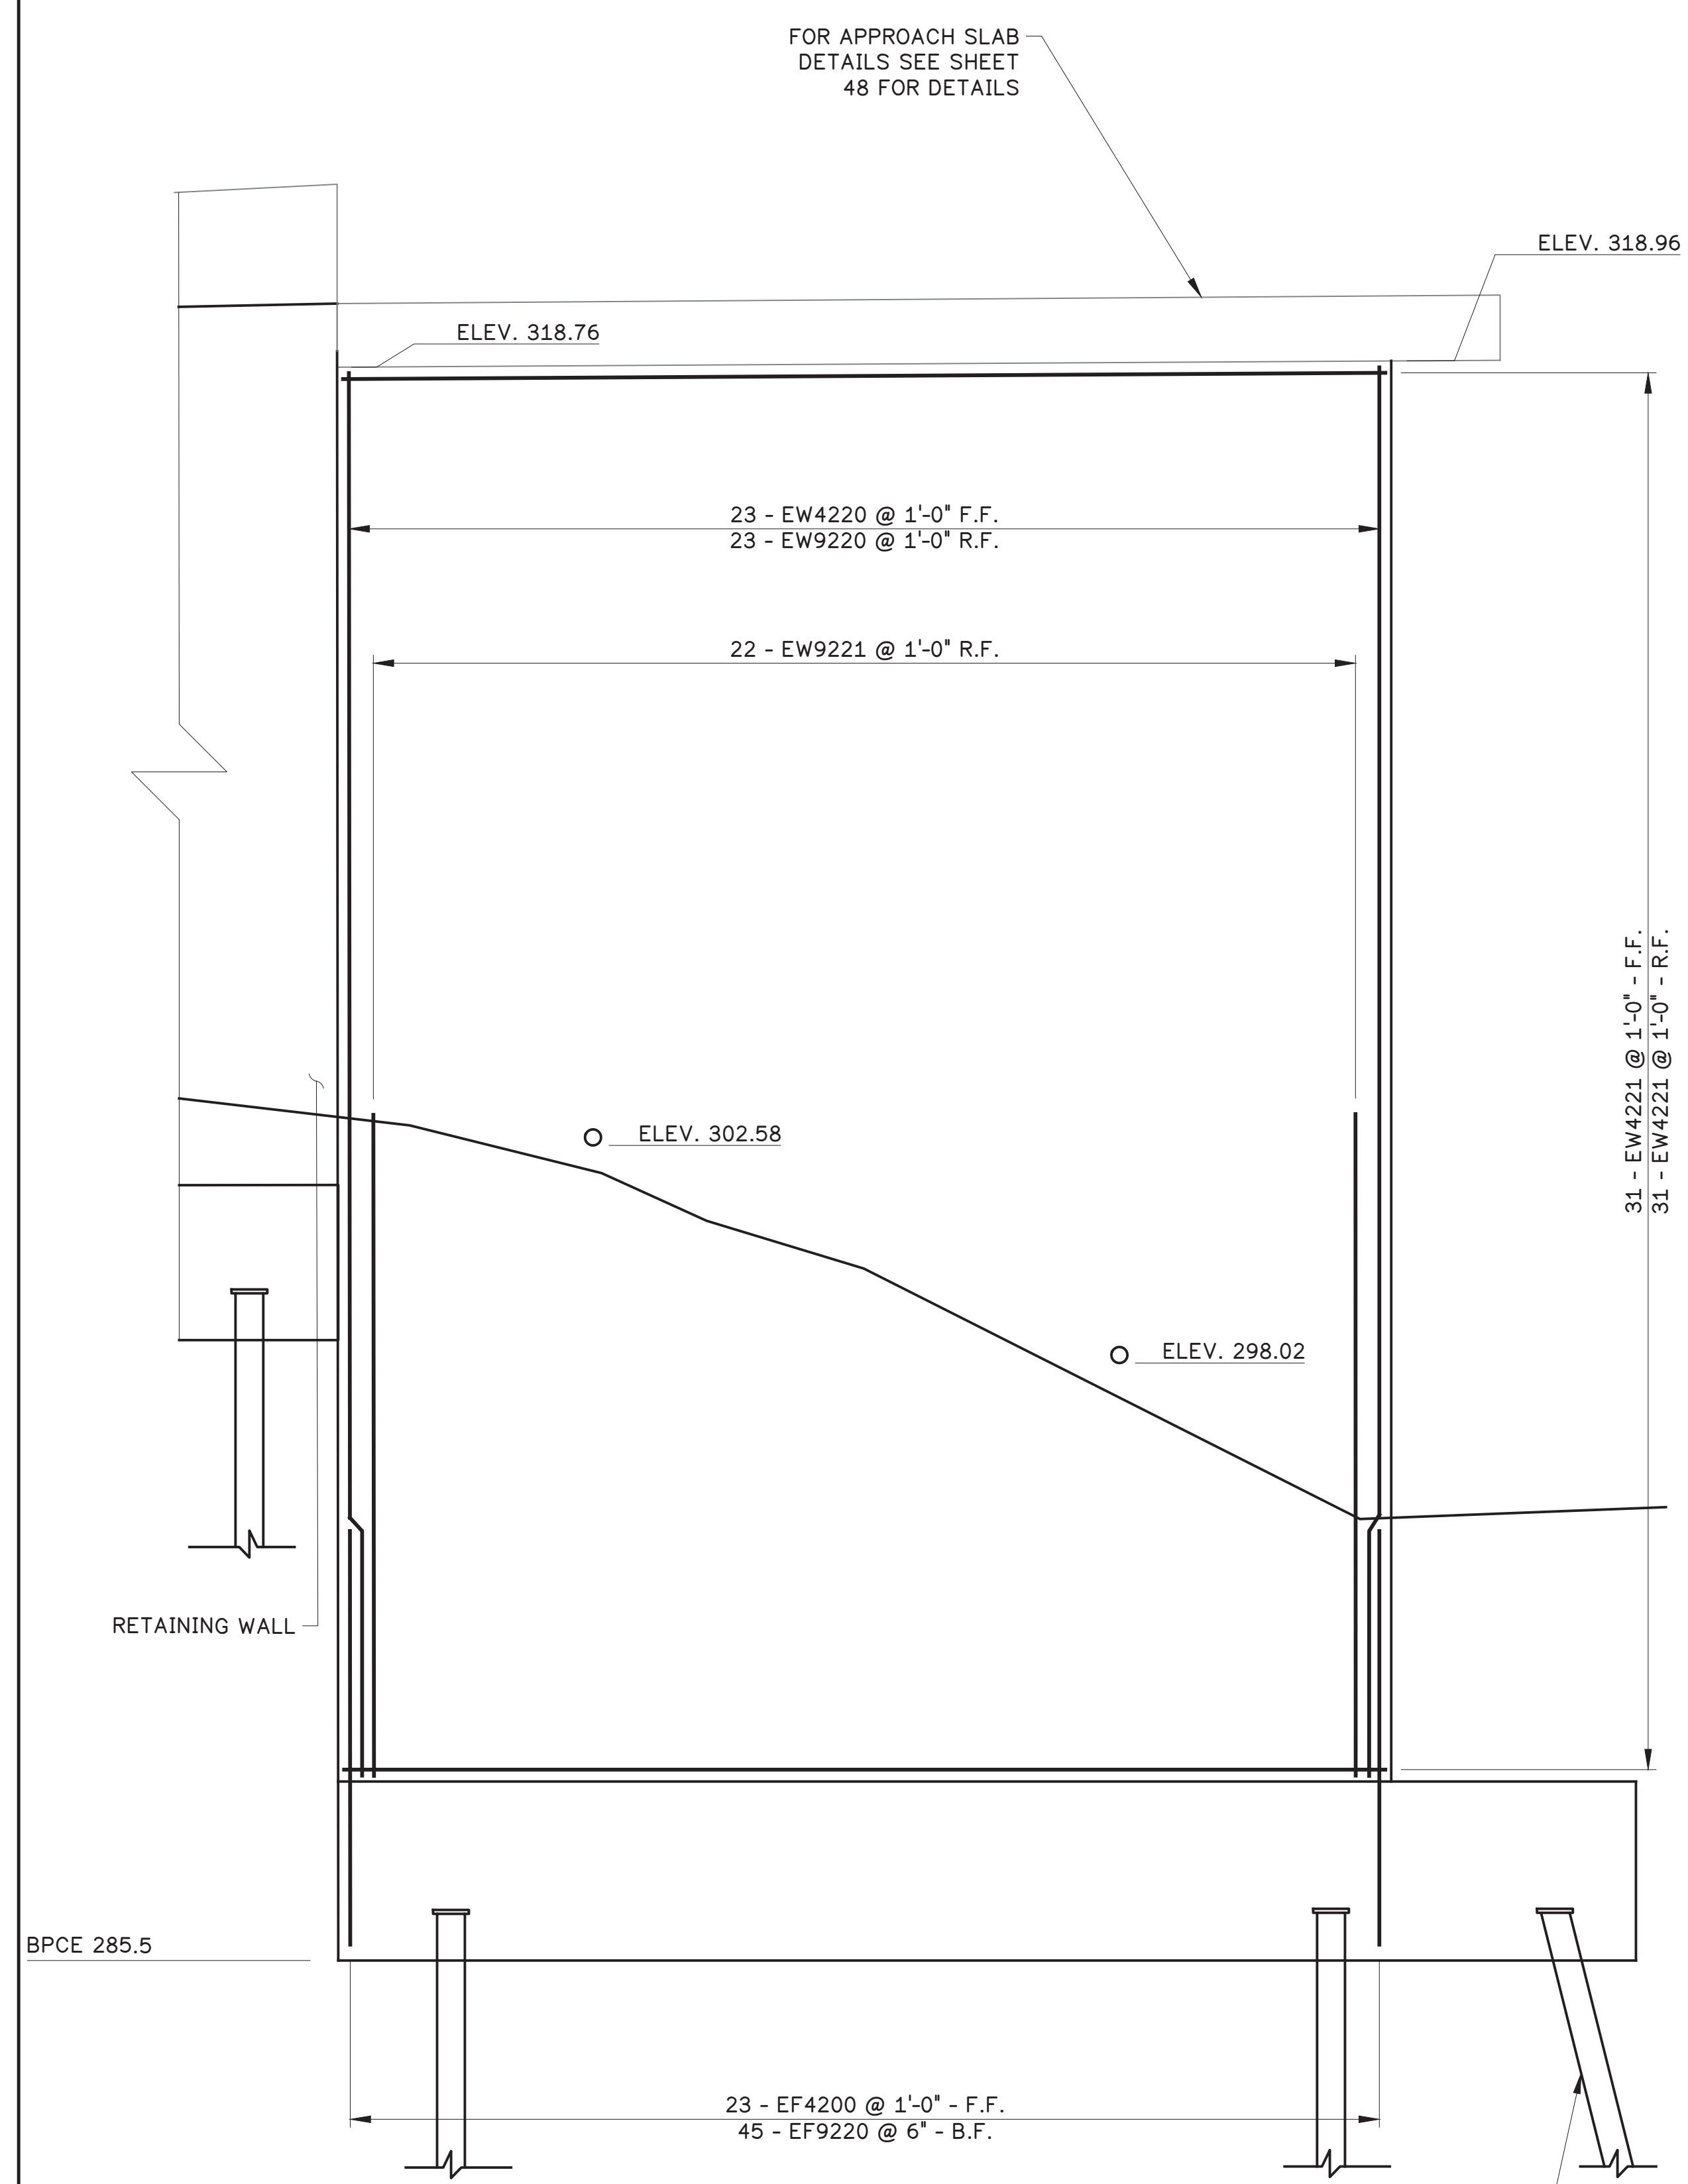 FOR APPROACH SLAB
DETAILS SEE SHEET
48 FOR DETAILS
ELEV. 318.96
ELEV. 318.76
23 - EW4220 @ 1'-0" F.F.
23 - EW9220 @ 1'-0" R.F.
22 - EW9221 @ 1'-0" R.F.
31 - EW4221 @ 1'-0" - F.F.
31 - EW4221 @ 1'-0" - R.F.
ELEV. 302.58
ELEV. 298.02
RETAINING WALL
BPCE 285.5
23 - EF4200 @ 1'-0" - F.F.
45 - EF9220 @ 6" - B.F.